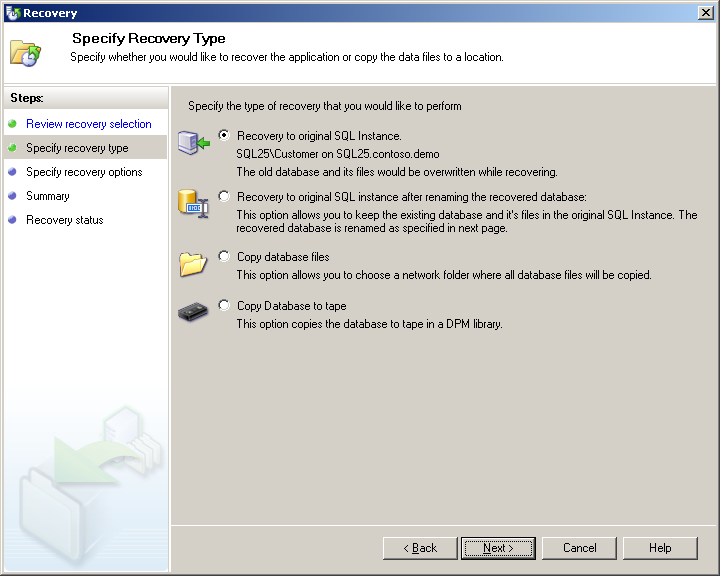 Recovery
Specify Recovery Type
Specify whether you would like to recover the application or copy the data files to a location.
Steps:
Review recovery selection
Specify recovery type
Specify recovery options
Summary
Recovery status
Specify the type of recovery that you would like to perform
Recovery to original SQL Instance.
SQL25\Customer on SQL25.contoso.demo
The old database and its files would be overwritten while recovering.
Recovery to original SQL instance after renaming the recovered database:
This option allows you to keep the existing database and it's files in the original SQL Instance. The
recovered database is renamed as specified in next page.
Copy database files
This option allows you to choose a network folder where all database files will be copied.
Copy Database to tape
This option copies the database to tape in a DPM library.
< Back
Next >
Cancel
Help